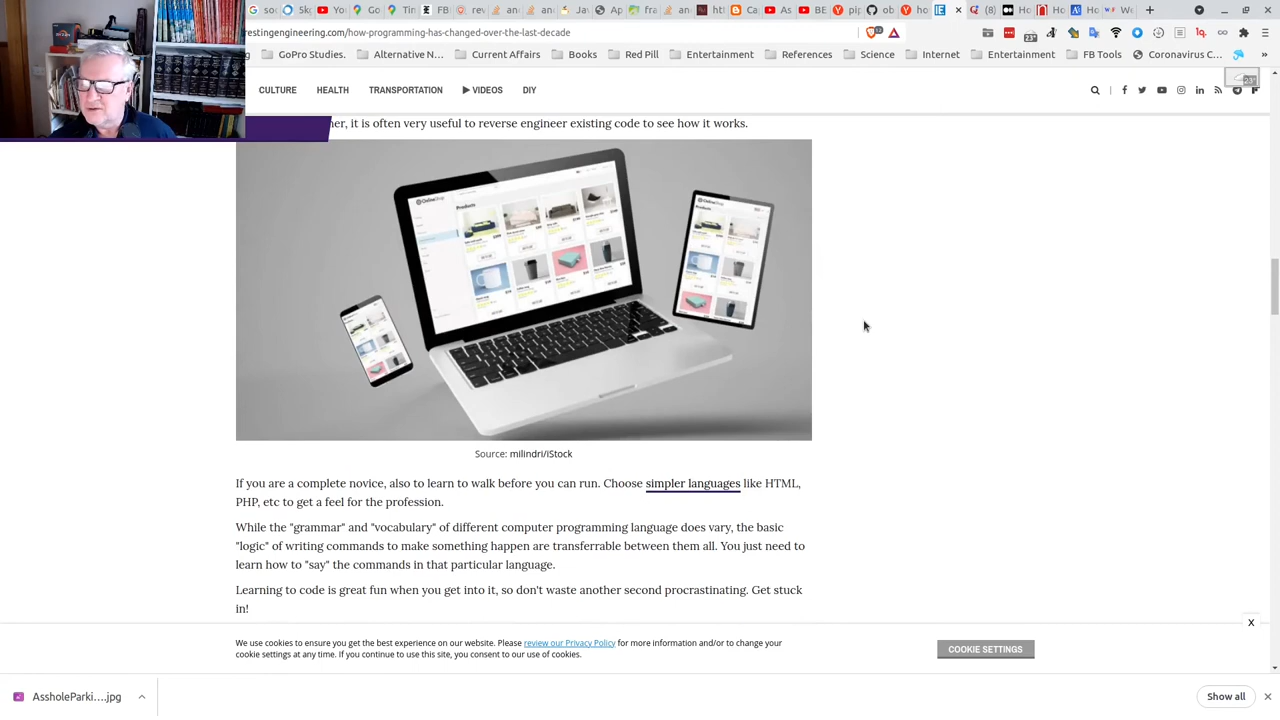 restingengineering.com/how-programming-has-changed-over-the-last-decade
GoPro Studies.
Alternative N...
Current Affairs
Books
Red Pill
Entertainment
References
Science
Internet
Entertainment
FB Tools
Coronavirus C...
CULTURE
HEALTH
TRANSPORTATION
VIDEOS
DIY
her, it is often very useful to reverse engineer existing code to see how it works.
OnlineShop
Products
Source: milindri/iStock
If you are a complete novice, also to learn to walk before you can run. Choose simpler languages like HTML,
PHP, etc to get a feel for the profession.
While the "grammar" and "vocabulary" of different computer programming language does vary, the basic
"logic" of writing commands to make something happen are transferrable between them all. You just need to
learn how to "say" the commands in that particular language.
Learning to code is great fun when you get into it, so don't waste another second procrastinating. Get stuck
in!
X
We use cookies to ensure you get the best experience on our website. Please review our Privacy Policy for more information and/or to change your
cookie settings at any time. If you continue to use this site, you consent to our use of cookies.
COOKIE SETTINGS
AssholeParki....jpg
Show all